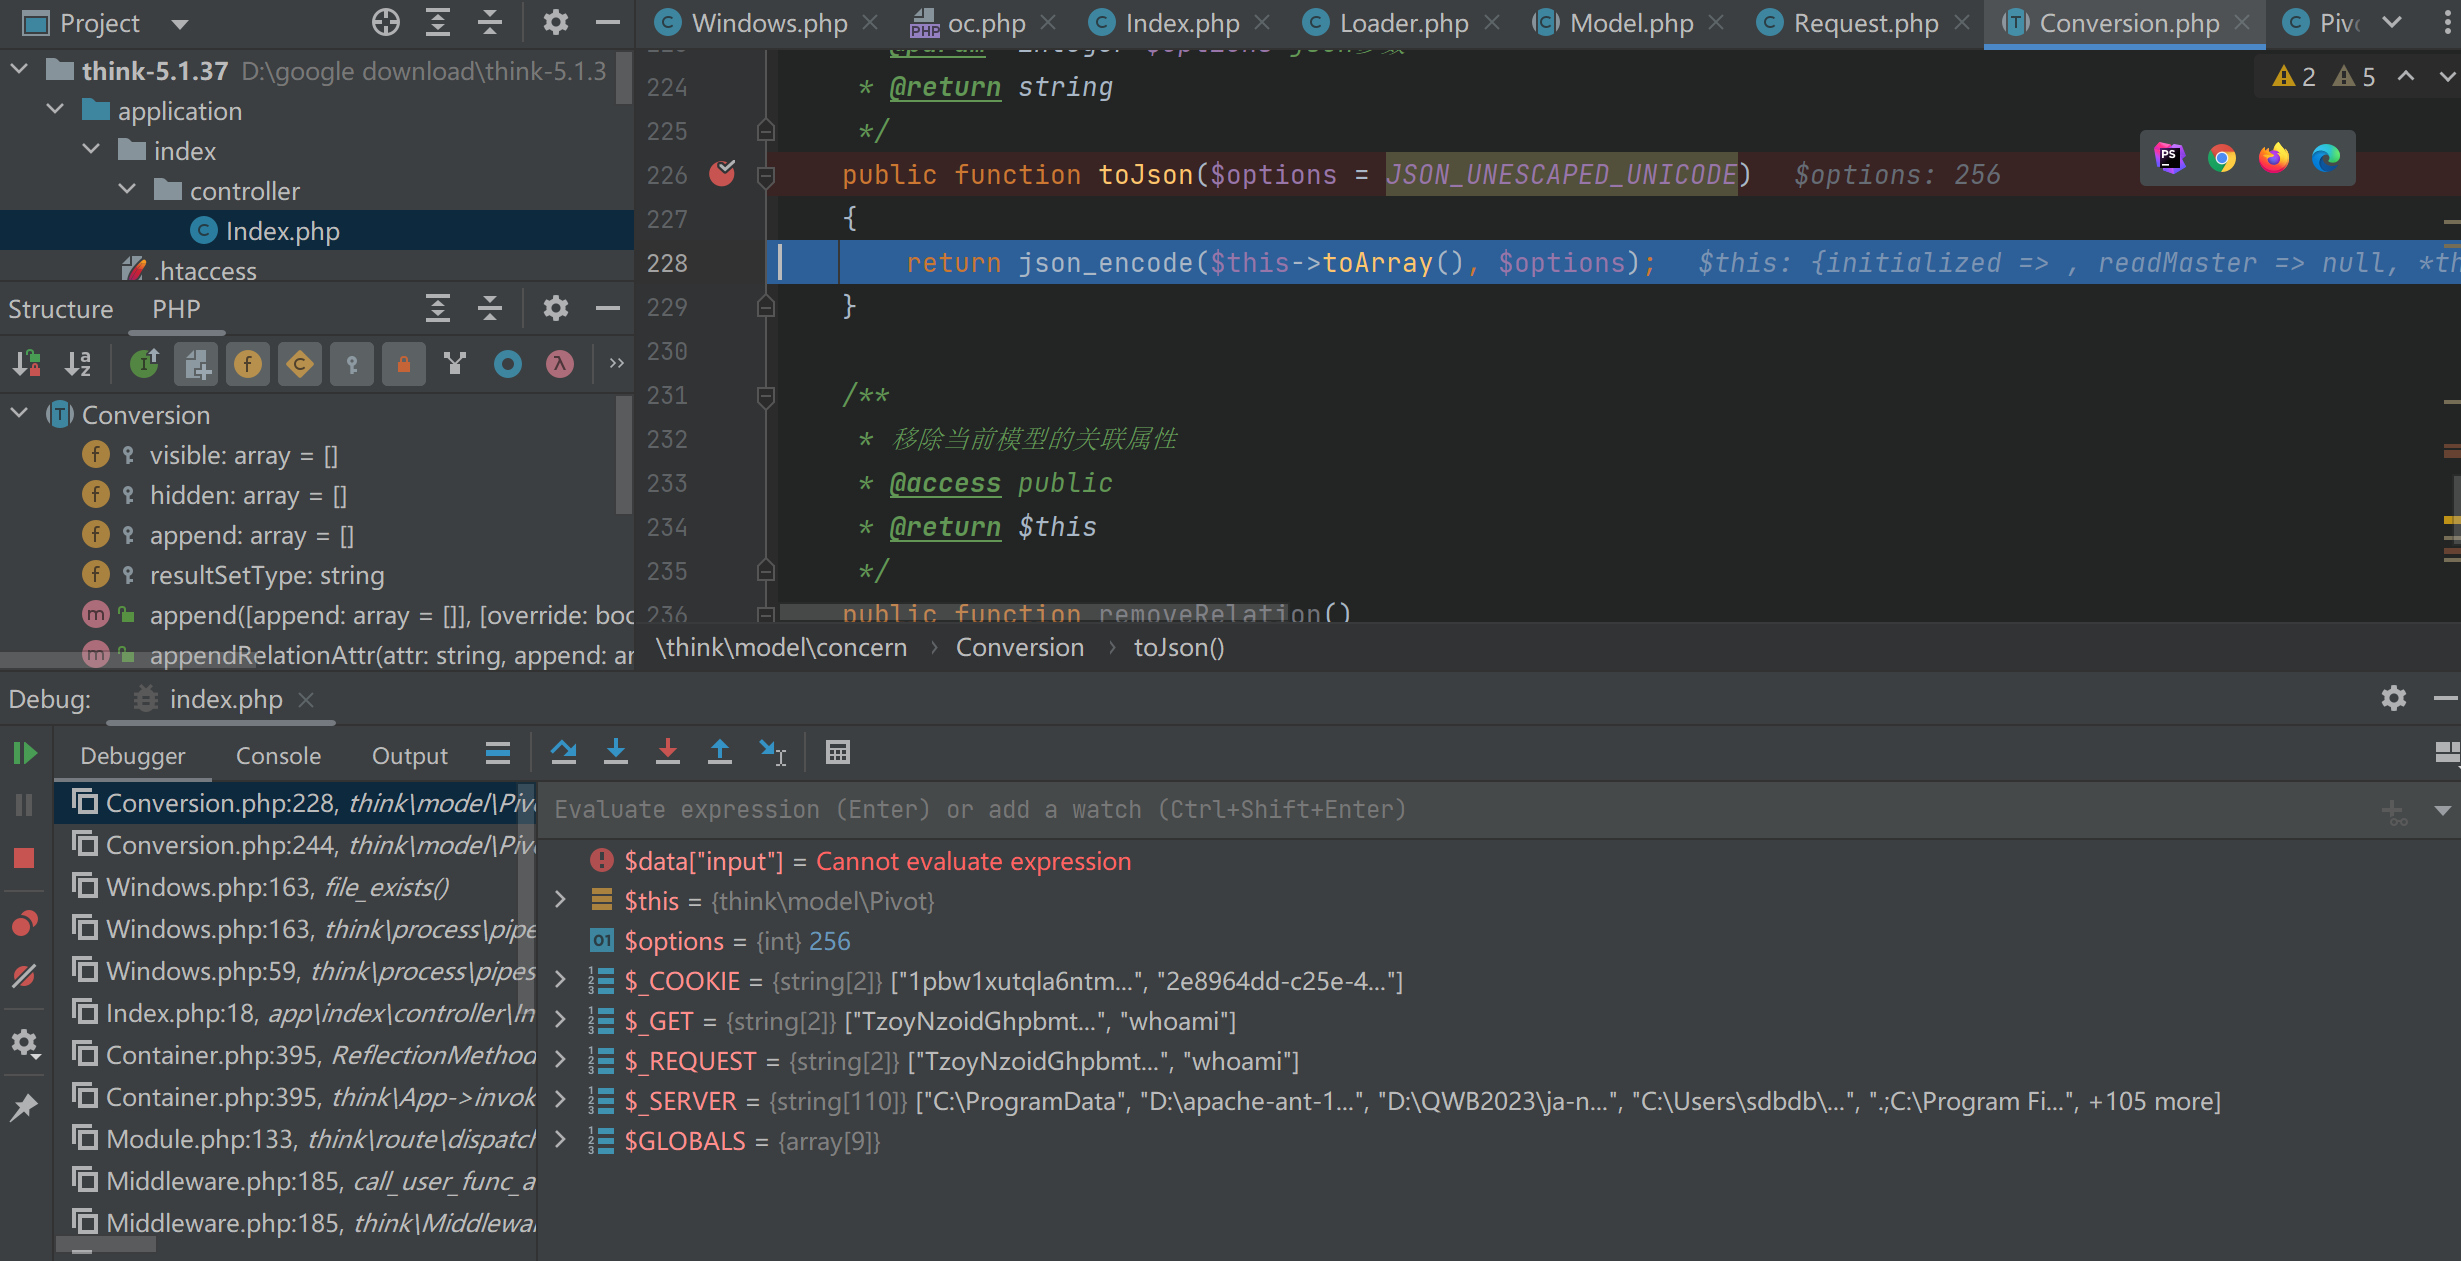 Project
Windows.php
oc.php
Index.php
Loader.php
Model.php
Request.php
Conversion.php
Piv
think-5.1.37 D:\google download\think-5.1.3
application
index
controller
Index.php
.htaccess
Structure PHP
Conversion
visible: array = []
hidden: array = []
append: array = []
resultSetType: string
append([append: array = []], [override: boo
appendRelationAttr(attr: string, append: ar
2 5
224 * @return string
225 */
226 public function toJson($options = JSON_UNESCAPED_UNICODE) $options: 256
227 {
228 return json_encode($this->toArray(), $options); $this: {initialized => , readMaster => null, *th
229 }
230
231 /**
232 * 移除当前模型的关联属性
233 * @access public
234 * @return $this
235 */
236 public function removeRelation()
\think\model\concern › Conversion › toJson()
Debug: index.php
Debugger Console Output
Conversion.php:228, think\model\Piv
Conversion.php:244, think\model\Piv
Windows.php:163, file_exists()
Windows.php:163, think\process\pipe
Windows.php:59, think\process\pipes
Index.php:18, app\index\controller\In
Container.php:395, ReflectionMethod
Container.php:395, think\App->invok
Module.php:133, think\route\dispatch
Middleware.php:185, call_user_func_a
Middleware.php:185, think\Middlewar
Evaluate expression (Enter) or add a watch (Ctrl+Shift+Enter)
$data["input"] = Cannot evaluate expression
$this = {think\model\Pivot}
$options = {int} 256
$_COOKIE = {string[2]} ["1pbw1xutqla6ntm...", "2e8964dd-c25e-4..."]
$_GET = {string[2]} ["TzoyNzoidGhpbmt...", "whoami"]
$_REQUEST = {string[2]} ["TzoyNzoidGhpbmt...", "whoami"]
$_SERVER = {string[110]} ["C:\ProgramData", "D:\apache-ant-1...", "D:\QWB2023\ja-n...", "C:\Users\sdbdb\...", ".;C:\Program Fi...", +105 more]
$GLOBALS = {array[9]}